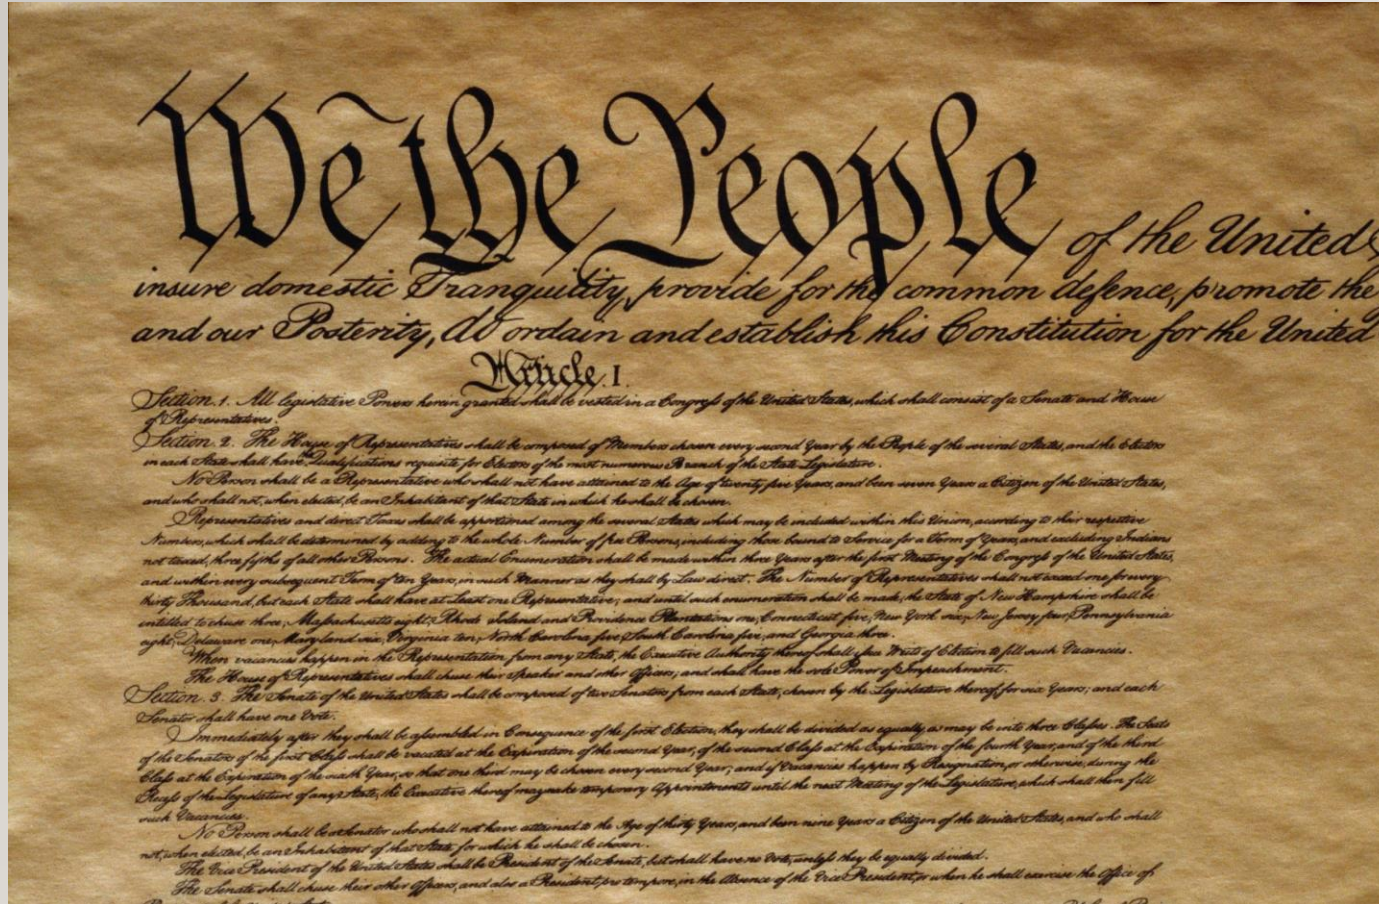 We the People of the United S
insure domestic Tranquility, provide for the common defence, promote the
and our Posterity, do ordain and establish this Constitution for the United
Article. I.
Section. 1. All legislative Powers herein granted shall be vested in a Congress of the United States, which shall consist of a Senate and House
of Representatives.
Section. 2. The House of Representatives shall be composed of Members chosen every second Year by the People of the several States, and the Electors
in each State shall have the Qualifications requisite for Electors of the most numerous Branch of the State Legislature.
No Person shall be a Representative who shall not have attained to the Age of twenty five Years, and been seven Years a Citizen of the United States,
and who shall not, when elected, be an Inhabitant of that State in which he shall be chosen.
Representatives and direct Taxes shall be apportioned among the several States which may be included within this Union, according to their respective
Numbers, which shall be determined by adding to the whole Number of free Persons, including those bound to Service for a Term of Years, and excluding Indians
not taxed, three fifths of all other Persons. The actual Enumeration shall be made within three Years after the first Meeting of the Congress of the United States,
and within every subsequent Term of ten Years, in such Manner as they shall by Law direct. The Number of Representatives shall not exceed one for every
thirty Thousand, but each State shall have at Least one Representative; and until such enumeration shall be made, the State of New Hampshire shall be
entitled to chuse three, Massachusetts eight, Rhode Island and Providence Plantations one, Connecticut five, New York six, New Jersey four, Pennsylvania
eight, Delaware one, Maryland six, Virginia ten, North Carolina five South Carolina five, and Georgia three.
When vacancies happen in the Representation from any State, the Executive Authority thereof shall issue Writs of Election to fill such Vacancies.
The House of Representatives shall chuse their Speaker and other Officers; and shall have the sole Power of Impeachment.
Section. 3. The Senate of the United States shall be composed of two Senators from each State, chosen by the Legislature thereof, for six Years; and each
Senator shall have one Vote.
Immediately after they shall be assembled in Consequence of the first Election, they shall be divided as equally as may be into three Classes. The Seats
of the Senators of the first Class shall be vacated at the Expiration of the second Year, of the second Class at the Expiration of the fourth Year, and of the third
Class at the Expiration of the sixth Year, so that one third may be chosen every second Year; and if Vacancies happen by Resignation, or otherwise, during the
Recess of the Legislature of any State, the Executive thereof may make temporary Appointments until the next Meeting of the Legislature, which shall then fill
such Vacancies.
No Person shall be a Senator who shall not have attained to the Age of thirty Years, and been nine Years a Citizen of the United States, and who shall
not, when elected, be an Inhabitant of that State for which he shall be chosen.
The Vice President of the United States shall be President of the Senate, but shall have no Vote, unless they be equally divided.
The Senate shall chuse their other Officers, and also a President pro tempore, in the Absence of the Vice President, or when he shall exercise the Office of